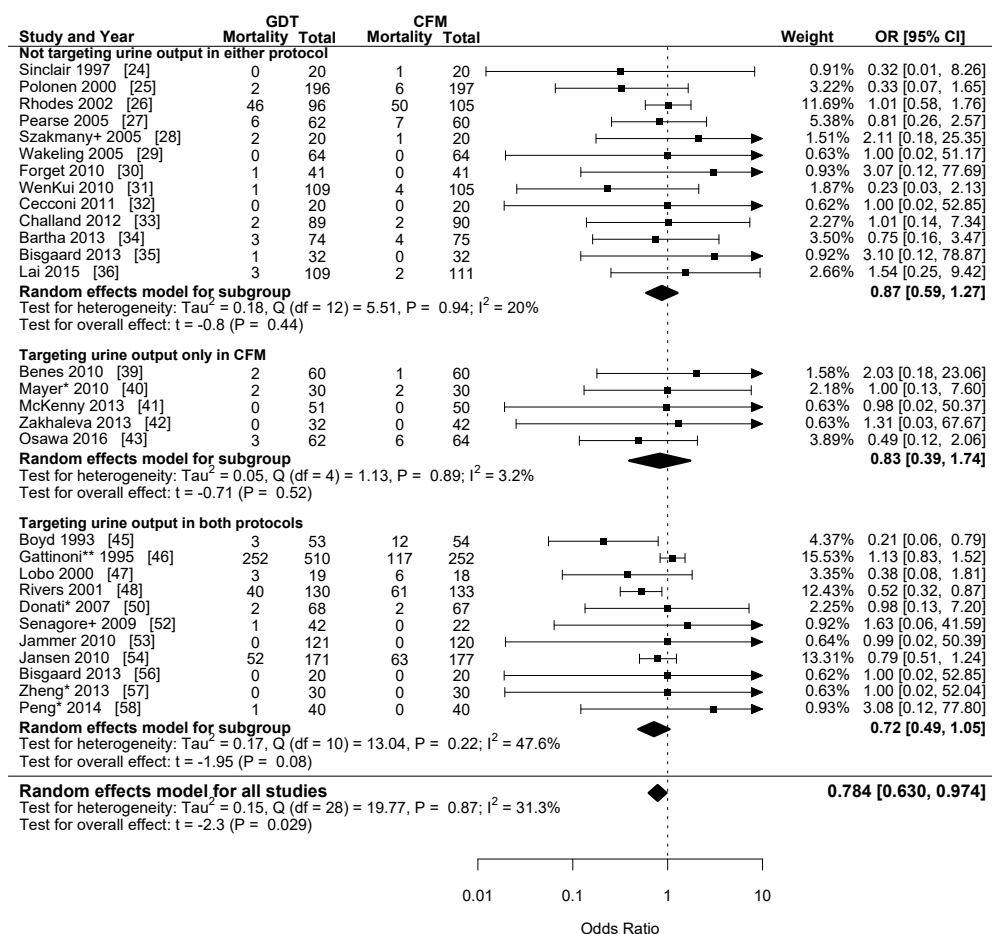 GDT CFM
Study and Year Mortality Total Mortality Total Weight OR [95% CI]
Not targeting urine output in either protocol
Sinclair 1997 [24] 0 20 1 20 0.91% 0.32 [0.01, 8.26]
Polonen 2000 [25] 2 196 6 197 3.22% 0.33 [0.07, 1.65]
Rhodes 2002 [26] 46 96 50 105 11.69% 1.01 [0.58, 1.76]
Pearse 2005 [27] 6 62 7 60 5.38% 0.81 [0.26, 2.57]
Szakmany+ 2005 [28] 2 20 1 20 1.51% 2.11 [0.18, 25.35]
Wakeling 2005 [29] 0 64 0 64 0.63% 1.00 [0.02, 51.17]
Forget 2010 [30] 1 41 0 41 0.93% 3.07 [0.12, 77.69]
WenKui 2010 [31] 1 109 4 105 1.87% 0.23 [0.03, 2.13]
Cecconi 2011 [32] 0 20 0 20 0.62% 1.00 [0.02, 52.85]
Challand 2012 [33] 2 89 2 90 2.27% 1.01 [0.14, 7.34]
Bartha 2013 [34] 3 74 4 75 3.50% 0.75 [0.16, 3.47]
Bisgaard 2013 [35] 1 32 0 32 0.92% 3.10 [0.12, 78.87]
Lai 2015 [36] 3 109 2 111 2.66% 1.54 [0.25, 9.42]
Random effects model for subgroup 0.87 [0.59, 1.27]
Test for heterogeneity: Tau² = 0.18, Q (df = 12) = 5.51, P = 0.94; I² = 20%
Test for overall effect: t = -0.8 (P = 0.44)
Targeting urine output only in CFM
Benes 2010 [39] 2 60 1 60 1.58% 2.03 [0.18, 23.06]
Mayer* 2010 [40] 2 30 2 30 2.18% 1.00 [0.13, 7.60]
McKenny 2013 [41] 0 51 0 50 0.63% 0.98 [0.02, 50.37]
Zakhaleva 2013 [42] 0 32 0 42 0.63% 1.31 [0.03, 67.67]
Osawa 2016 [43] 3 62 6 64 3.89% 0.49 [0.12, 2.06]
Random effects model for subgroup 0.83 [0.39, 1.74]
Test for heterogeneity: Tau² = 0.05, Q (df = 4) = 1.13, P = 0.89; I² = 3.2%
Test for overall effect: t = -0.71 (P = 0.52)
Targeting urine output in both protocols
Boyd 1993 [45] 3 53 12 54 4.37% 0.21 [0.06, 0.79]
Gattinoni** 1995 [46] 252 510 117 252 15.53% 1.13 [0.83, 1.52]
Lobo 2000 [47] 3 19 6 18 3.35% 0.38 [0.08, 1.81]
Rivers 2001 [48] 40 130 61 133 12.43% 0.52 [0.32, 0.87]
Donati* 2007 [50] 2 68 2 67 2.25% 0.98 [0.13, 7.20]
Senagore+ 2009 [52] 1 42 0 22 0.92% 1.63 [0.06, 41.59]
Jammer 2010 [53] 0 121 0 120 0.64% 0.99 [0.02, 50.39]
Jansen 2010 [54] 52 171 63 177 13.31% 0.79 [0.51, 1.24]
Bisgaard 2013 [56] 0 20 0 20 0.62% 1.00 [0.02, 52.85]
Zheng* 2013 [57] 0 30 0 30 0.63% 1.00 [0.02, 52.04]
Peng* 2014 [58] 1 40 0 40 0.93% 3.08 [0.12, 77.80]
Random effects model for subgroup 0.72 [0.49, 1.05]
Test for heterogeneity: Tau² = 0.17, Q (df = 10) = 13.04, P = 0.22; I² = 47.6%
Test for overall effect: t = -1.95 (P = 0.08)
Random effects model for all studies 0.784 [0.630, 0.974]
Test for heterogeneity: Tau² = 0.15, Q (df = 28) = 19.77, P = 0.87; I² = 31.3%
Test for overall effect: t = -2.3 (P = 0.029)
0.01 0.1 1 10
Odds Ratio